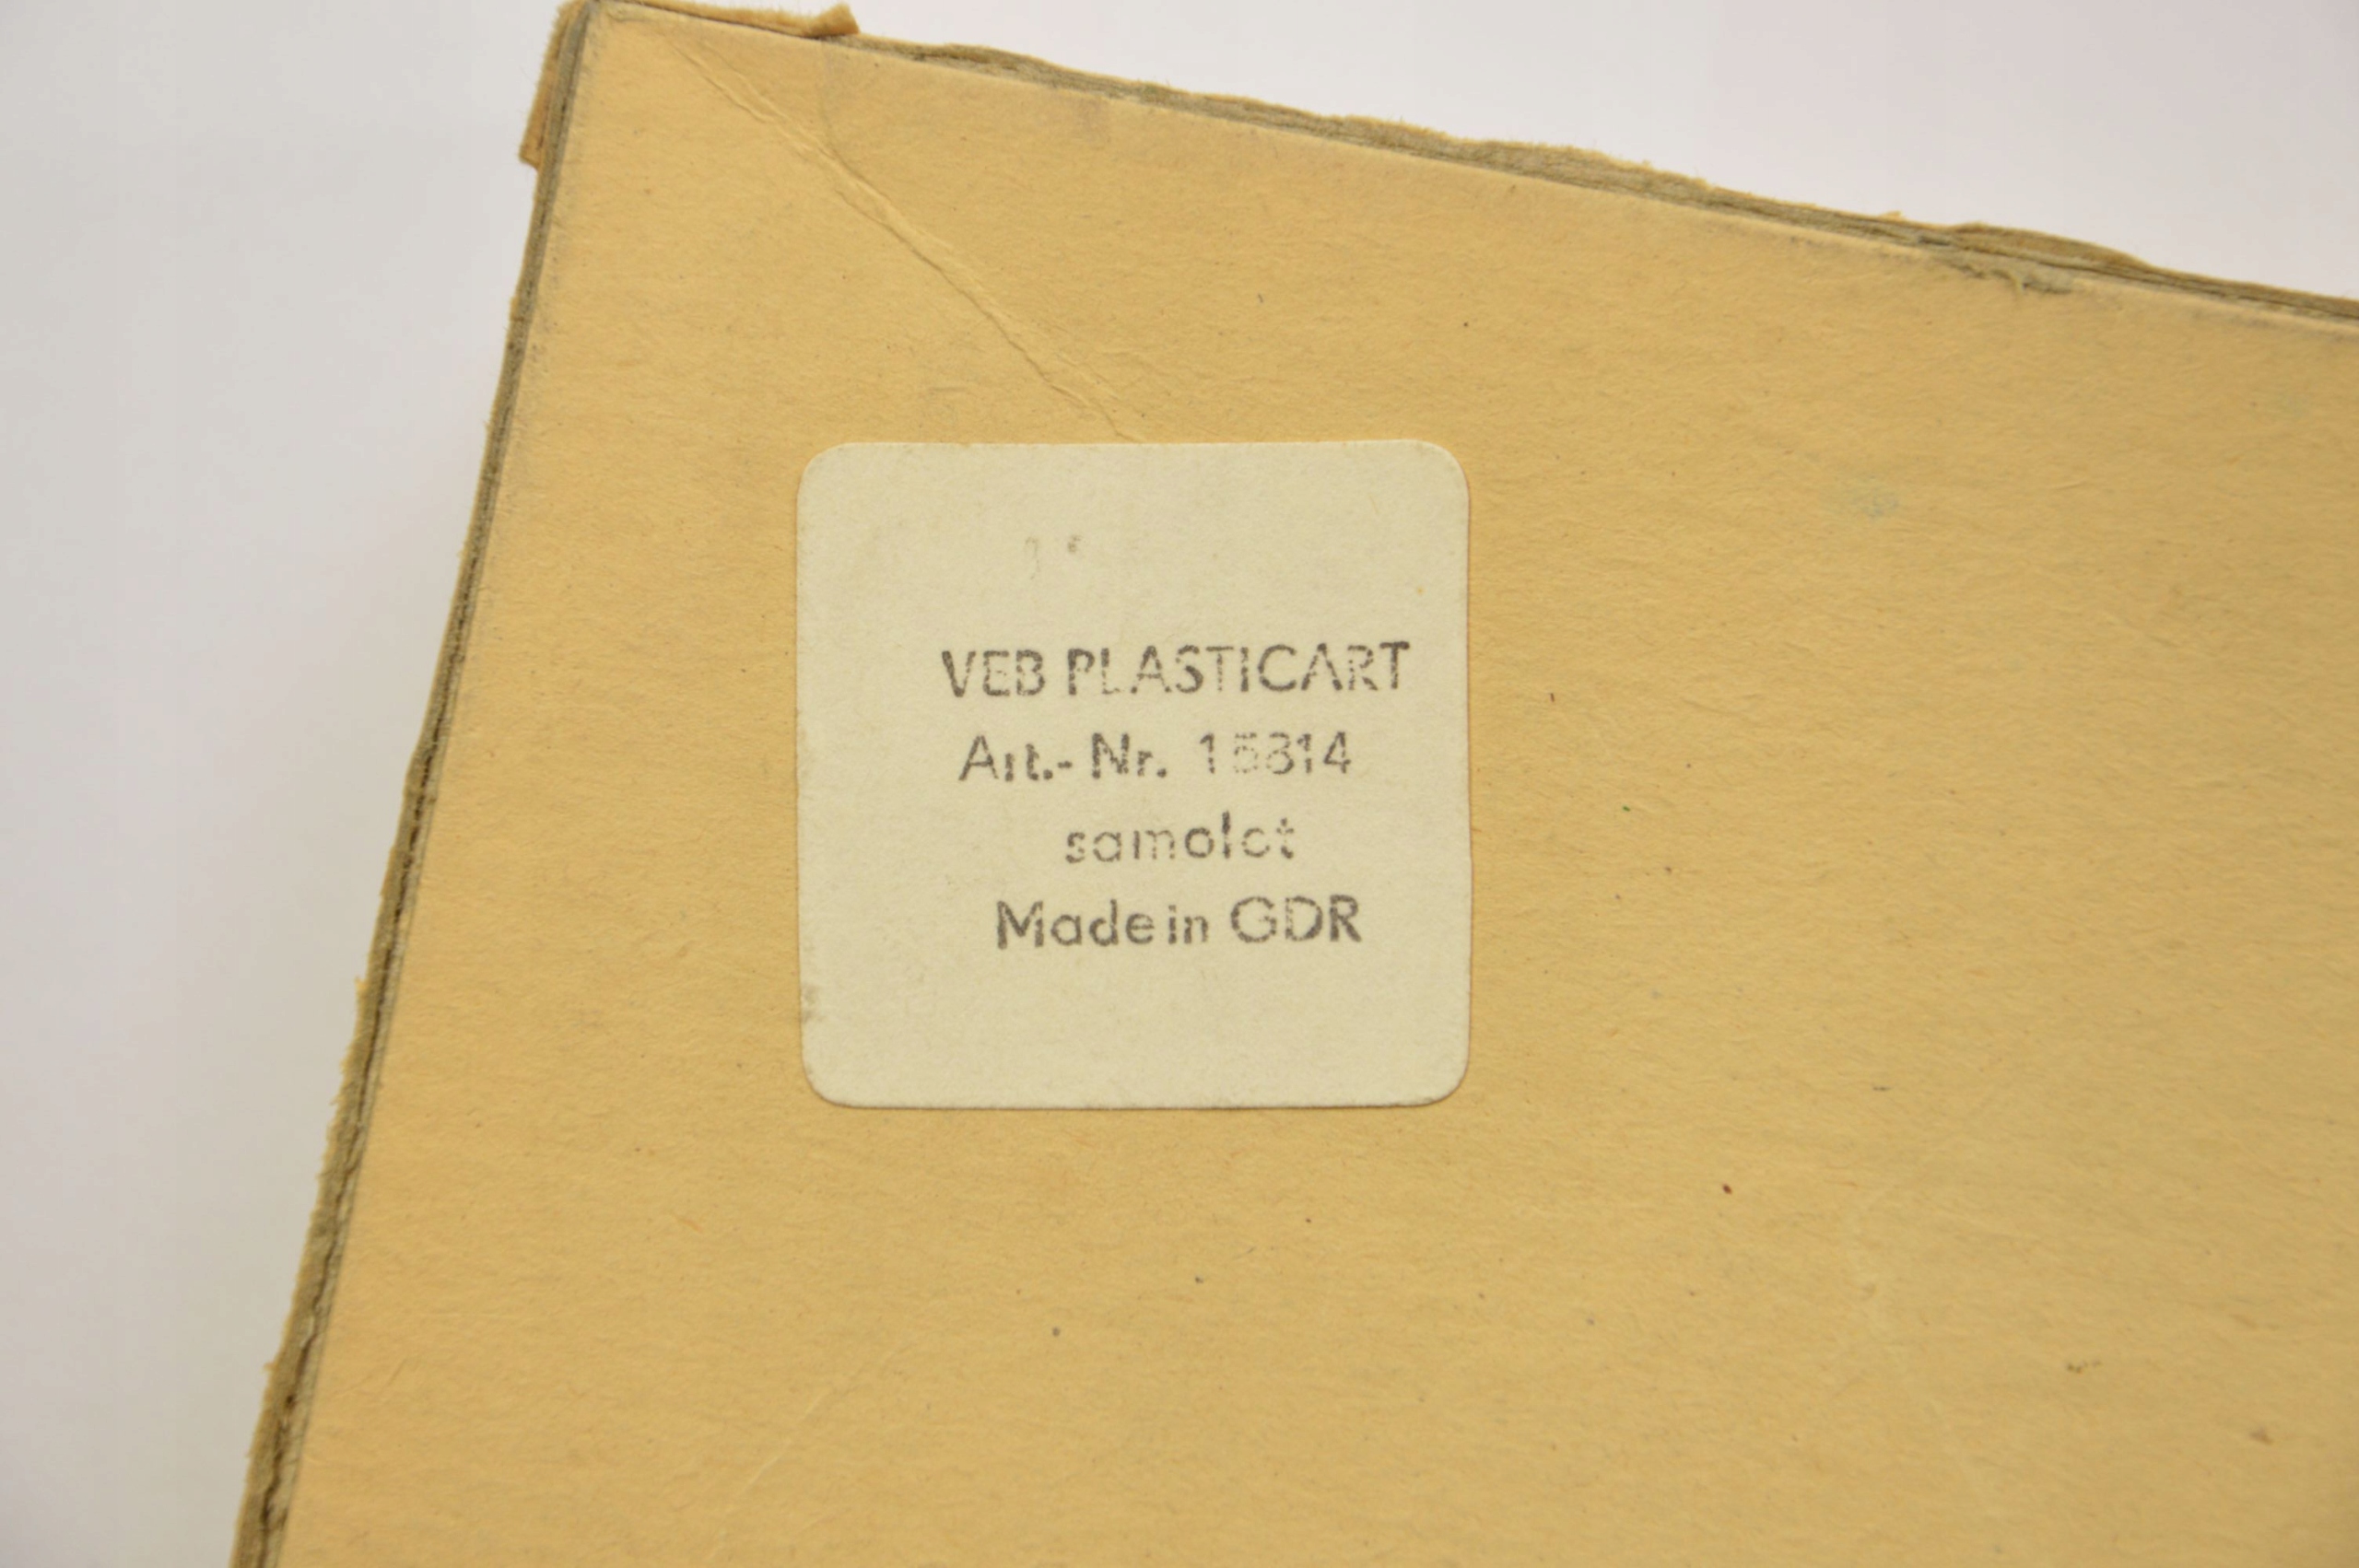 VEB PLASTICART
Art.-Nr. 15814
samolot
Made in GDR